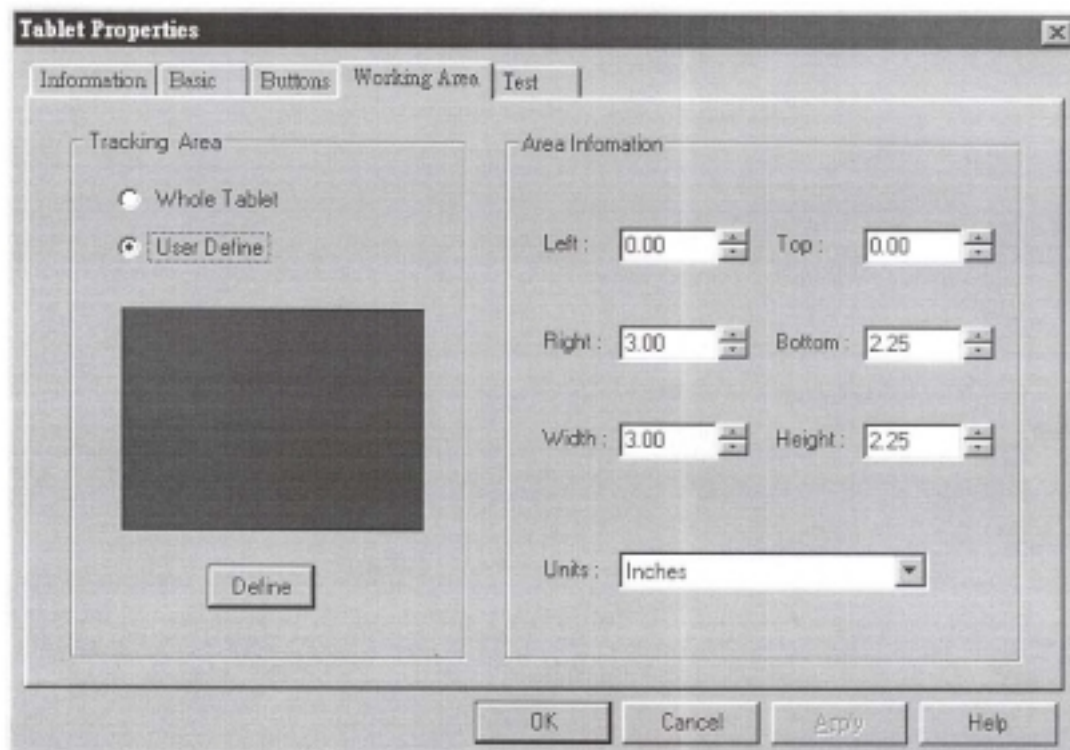 Tablet Properties
Information Basic Buttons Working Area Test
Tracking Area
Whole Tablet
User Define
Define
Area Infomation
Left : 0.00 Top : 0.00
Right : 3.00 Bottom : 2.25
Width : 3.00 Height : 2.25
Units : Inches
OK Cancel Apply Help